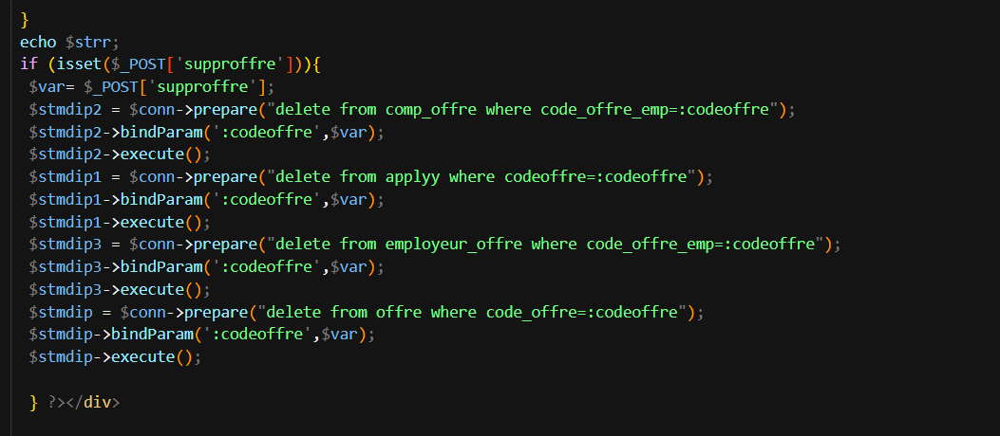 }
echo $strr;
if (isset($_POST['supproffre'])){
$var= $_POST['supproffre'];
$stmdip2 = $conn->prepare("delete from comp_offre where code_offre_emp=:codeoffre");
$stmdip2->bindParam(':codeoffre',$var);
$stmdip2->execute();
$stmdip1 = $conn->prepare("delete from applyy where codeoffre=:codeoffre");
$stmdip1->bindParam(':codeoffre',$var);
$stmdip1->execute();
$stmdip3 = $conn->prepare("delete from employeur_offre where code_offre_emp=:codeoffre");
$stmdip3->bindParam(':codeoffre',$var);
$stmdip3->execute();
$stmdip = $conn->prepare("delete from offre where code_offre=:codeoffre");
$stmdip->bindParam(':codeoffre',$var);
$stmdip->execute();
} ?></div>